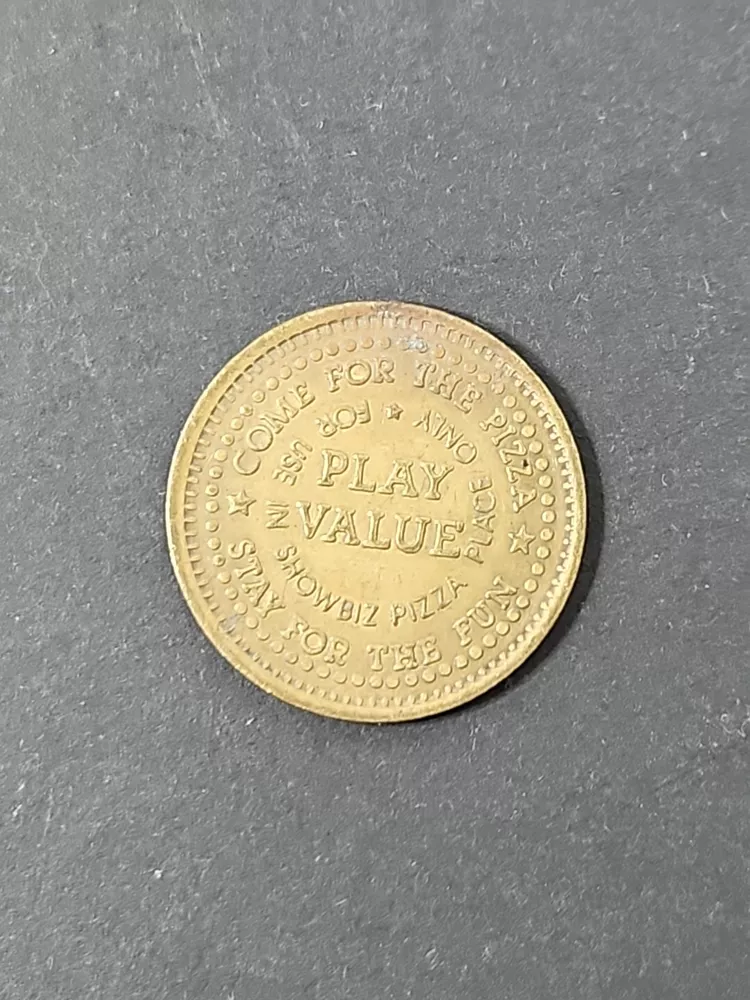 COME FOR THE PIZZA
★ STAY FOR THE FUN ★
ONLY ★ FOR USE
IN SHOWBIZ PIZZA PLACE
PLAY
VALUE